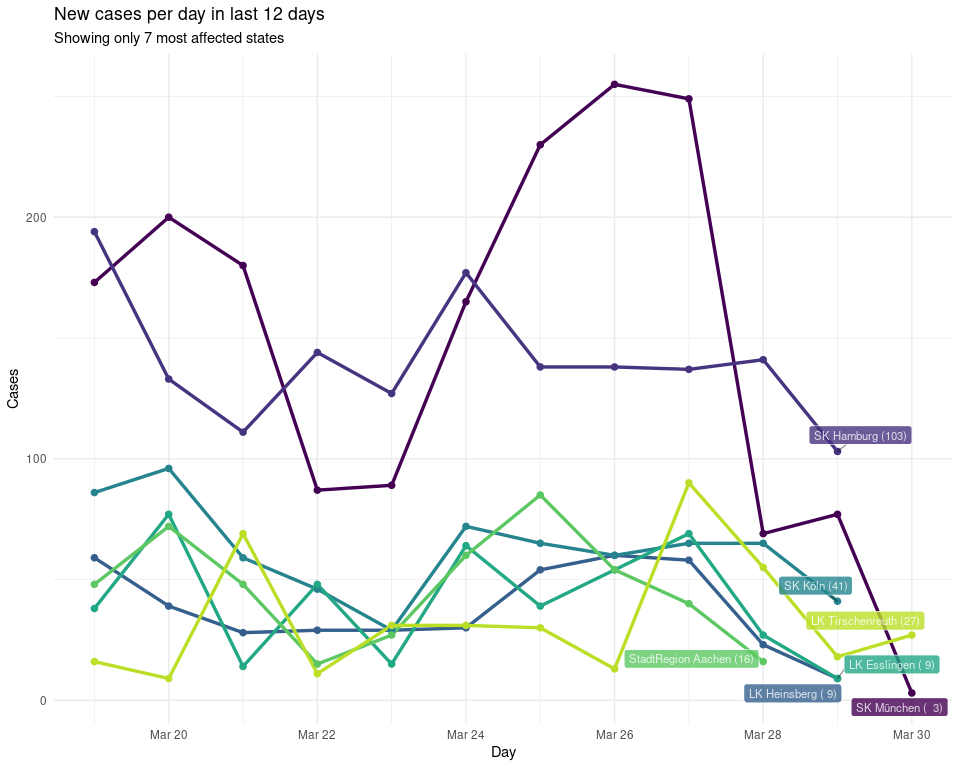 New cases per day in last 12 days
Showing only 7 most affected states
Cases
200
100
0
SK Hamburg (103)
SK Köln (41)
LK Tirschenreuth (27)
StadtRegion Aachen (16)
LK Esslingen ( 9)
LK Heinsberg ( 9)
SK München (  3)
Mar 20
Mar 22
Mar 24
Mar 26
Mar 28
Mar 30
Day